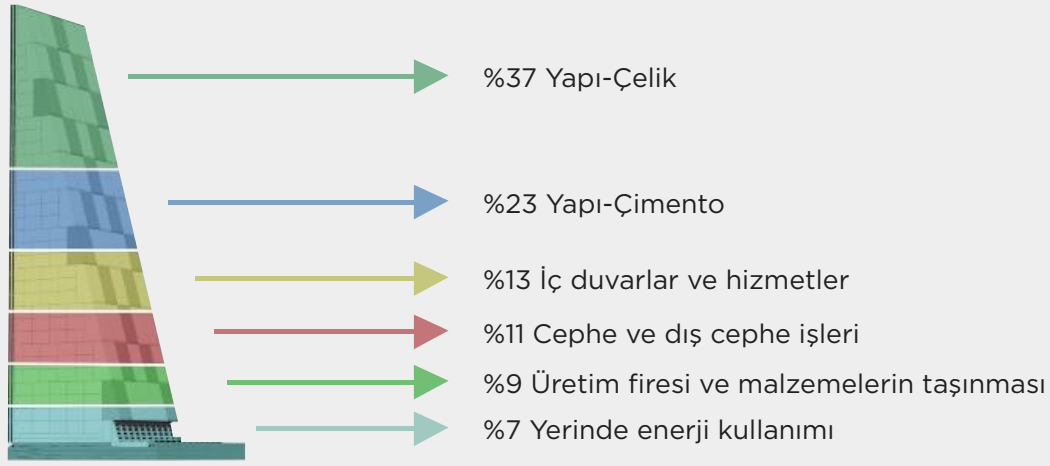 %37 Yapı-Çelik
%23 Yapı-Çimento
%13 İç duvarlar ve hizmetler
%11 Cephe ve dış cephe işleri
%9 Üretim firesi ve malzemelerin taşınması
%7 Yerinde enerji kullanımı